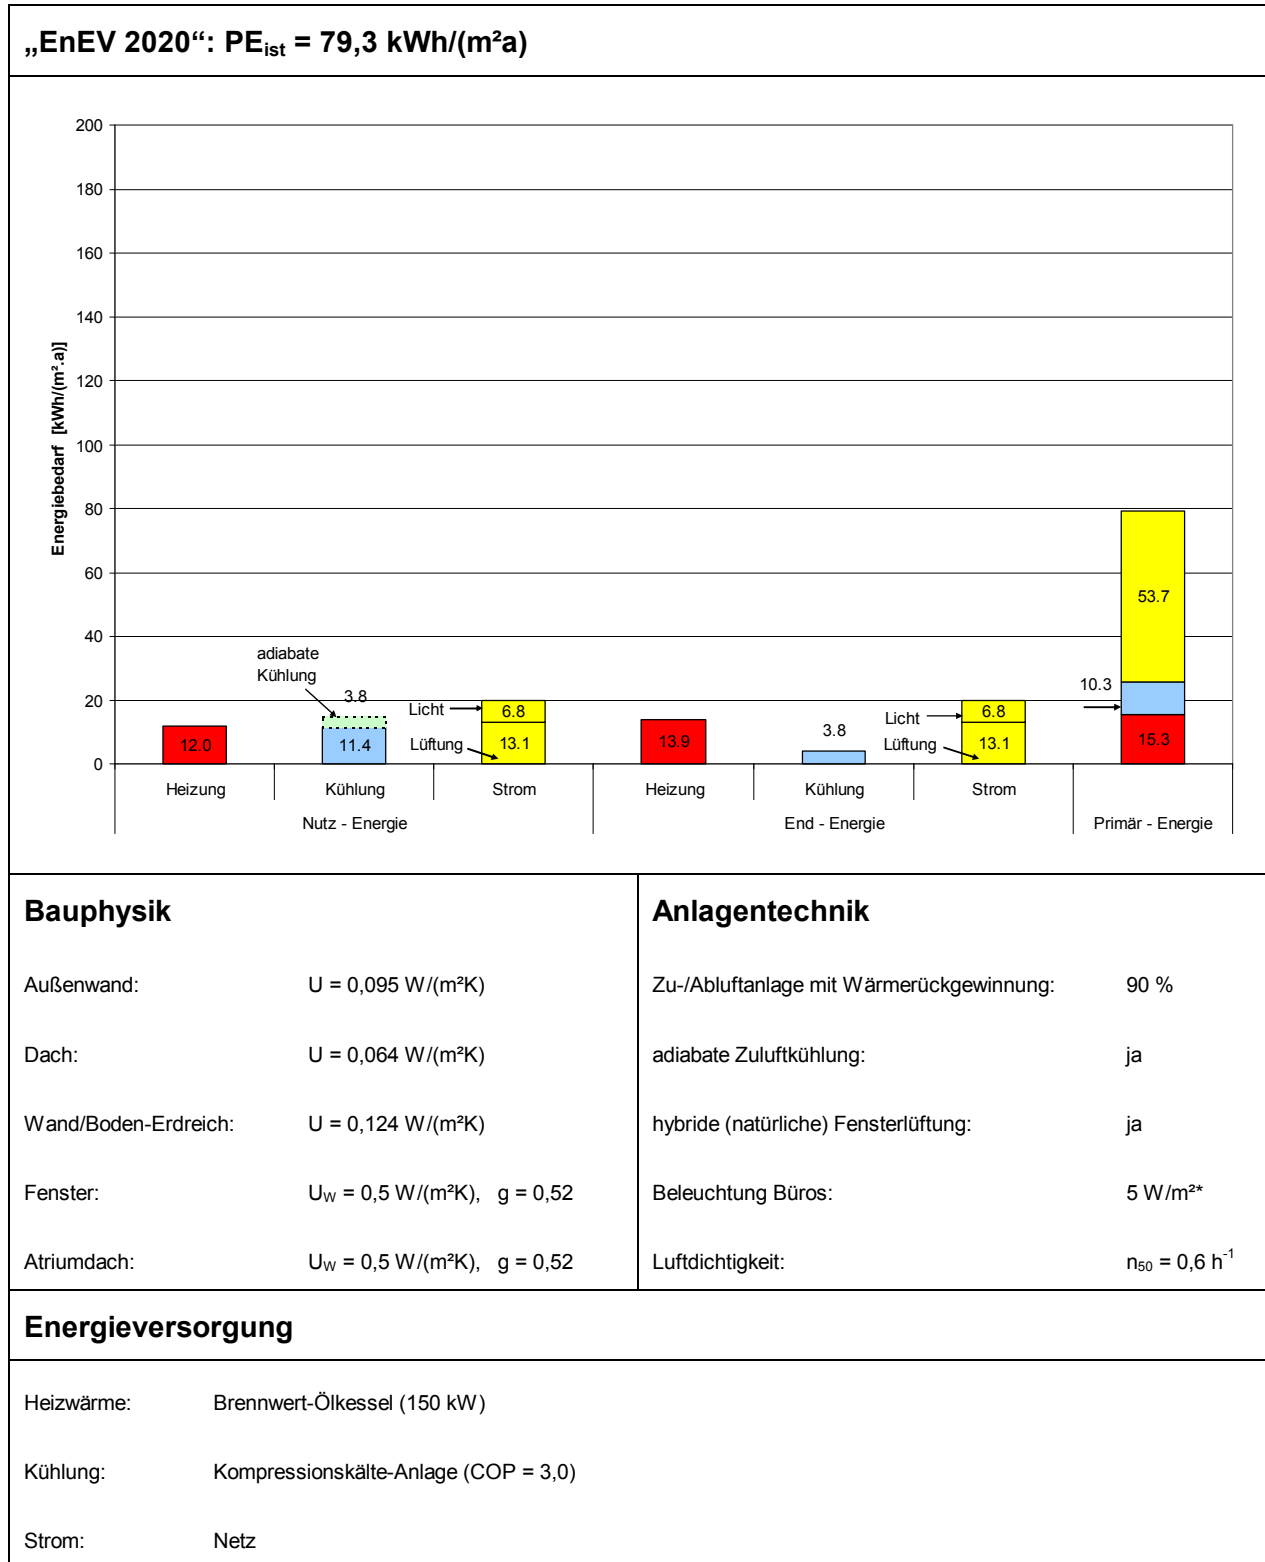 „EnEV 2020“: PEist = 79,3 kWh/(m²a)
200
180
160
140
120
100
80
60
40
20
0
Energiebedarf [kWh/(m².a)]
adiabate
Kühlung
3.8
12.0
11.4
Licht
6.8
Lüftung
13.1
13.9
3.8
Licht
6.8
Lüftung
13.1
53.7
10.3
15.3
Heizung Kühlung Strom Heizung Kühlung Strom
Nutz - Energie End - Energie Primär - Energie
Bauphysik
Außenwand: U = 0,095 W/(m²K)
Dach: U = 0,064 W/(m²K)
Wand/Boden-Erdreich: U = 0,124 W/(m²K)
Fenster: UW = 0,5 W/(m²K), g = 0,52
Atriumdach: UW = 0,5 W/(m²K), g = 0,52
Anlagentechnik
Zu-/Abluftanlage mit Wärmerückgewinnung: 90 %
adiabate Zuluftkühlung: ja
hybride (natürliche) Fensterlüftung: ja
Beleuchtung Büros: 5 W/m²*
Luftdichtigkeit: n50 = 0,6 h-1
Energieversorgung
Heizwärme: Brennwert-Ölkessel (150 kW)
Kühlung: Kompressionskälte-Anlage (COP = 3,0)
Strom: Netz